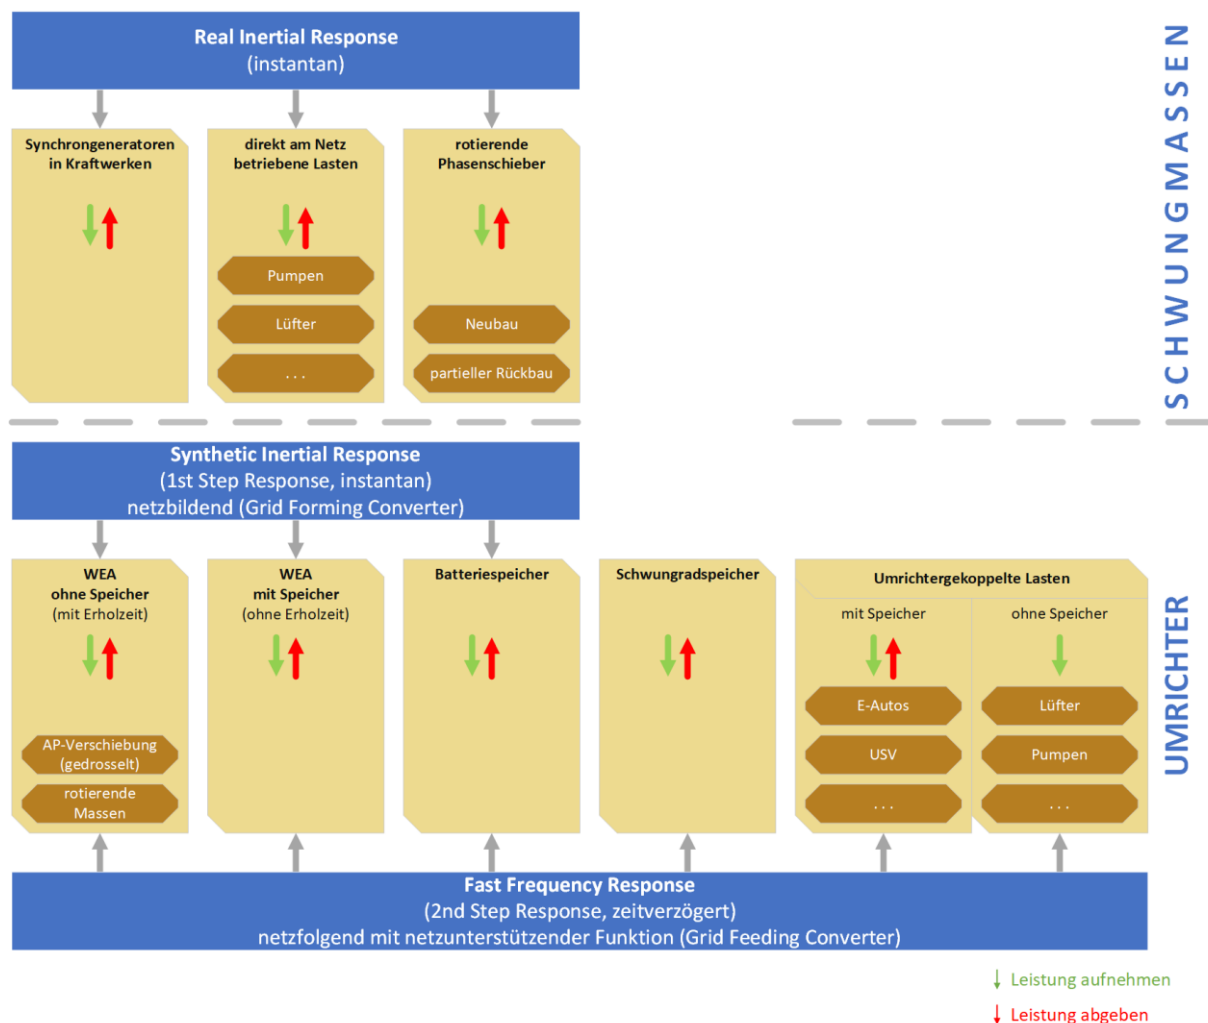 Real Inertial Response
(instantan)
Synchrongeneratoren
in Kraftwerken
direkt am Netz
betriebene Lasten
Pumpen
Lüfter
. . .
rotierende
Phasenschieber
Neubau
partieller Rückbau
SCHWUNGMASSEN
Synthetic Inertial Response
(1st Step Response, instantan)
netzbildend (Grid Forming Converter)
WEA
ohne Speicher
(mit Erholzeit)
AP-Verschiebung
(gedrosselt)
rotierende
Massen
WEA
mit Speicher
(ohne Erholzeit)
Batteriespeicher
Schwungradspeicher
Umrichtergekoppelte Lasten
mit Speicher
E-Autos
USV
. . .
ohne Speicher
Lüfter
Pumpen
. . .
UMRICHTER
Fast Frequency Response
(2nd Step Response, zeitverzögert)
netzfolgend mit netzunterstützender Funktion (Grid Feeding Converter)
Leistung aufnehmen
Leistung abgeben